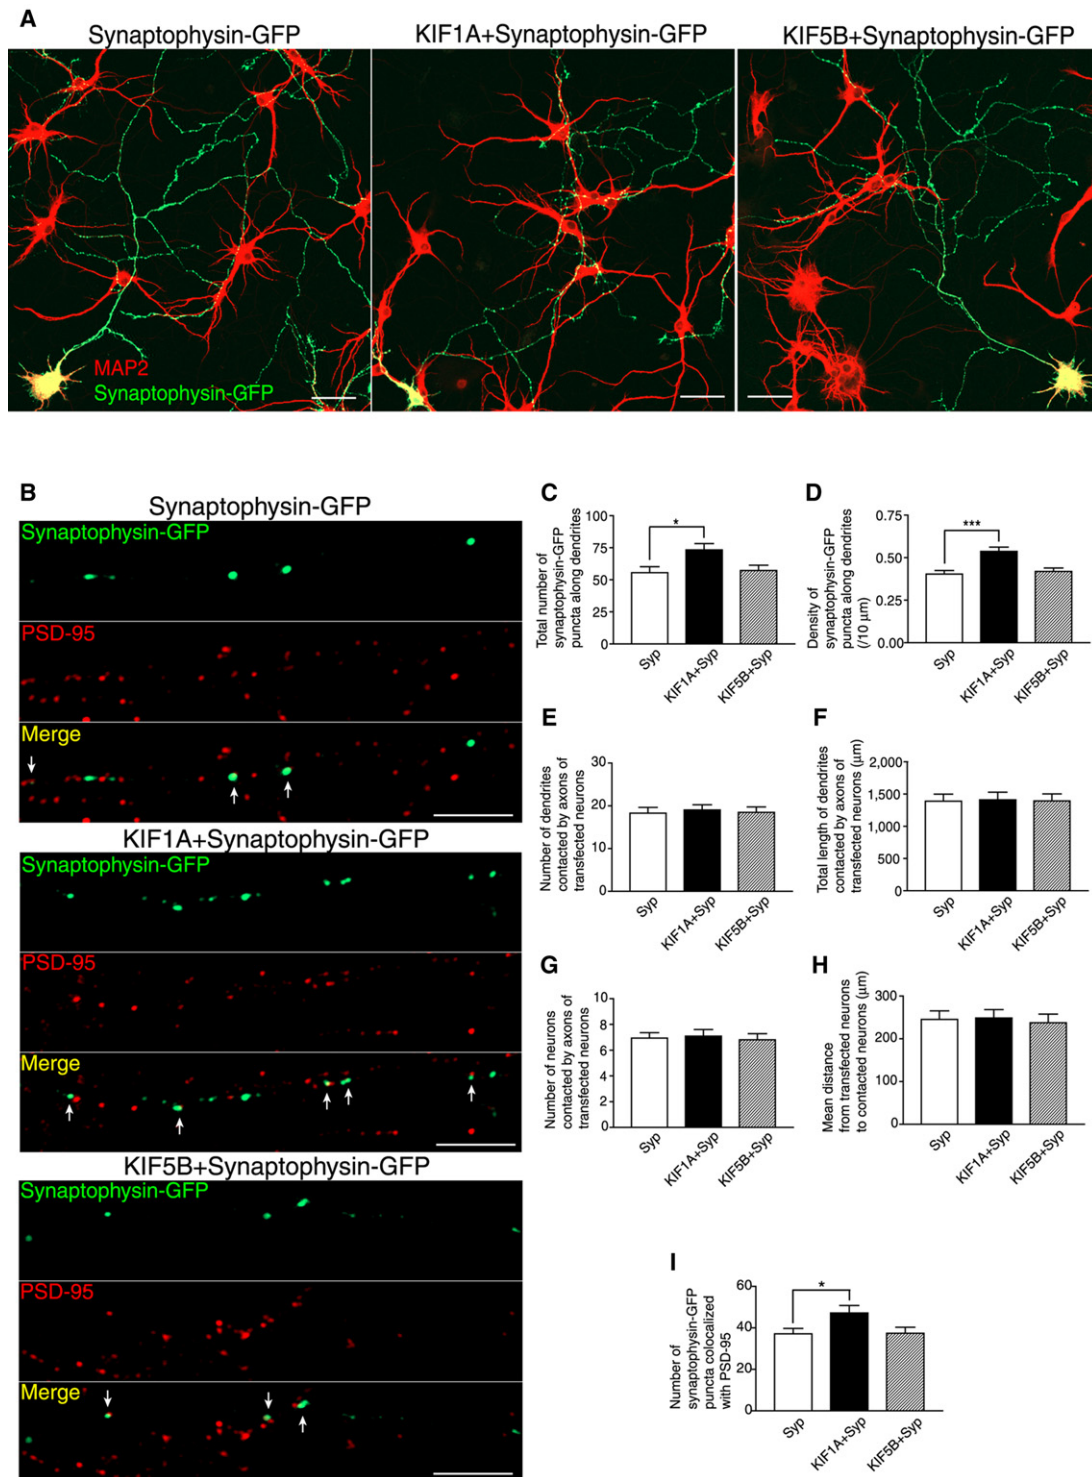 A
Synaptophysin-GFP
KIF1A+Synaptophysin-GFP
KIF5B+Synaptophysin-GFP
MAP2
Synaptophysin-GFP
B
Synaptophysin-GFP
Synaptophysin-GFP
PSD-95
Merge
KIF1A+Synaptophysin-GFP
Synaptophysin-GFP
PSD-95
Merge
KIF5B+Synaptophysin-GFP
Synaptophysin-GFP
PSD-95
Merge
C
Total number of
synaptophysin-GFP
puncta along dendrites
100
75
50
25
0
*
Syp
KIF1A+Syp
KIF5B+Syp
D
Density of
synaptophysin-GFP
puncta along dendrites
(/10 μm)
0.75
0.50
0.25
0.00
***
Syp
KIF1A+Syp
KIF5B+Syp
E
Number of dendrites
contacted by axons of
transfected neurons
30
20
10
0
Syp
KIF1A+Syp
KIF5B+Syp
F
Total length of dendrites
contacted by axons of
transfected neurons (μm)
2,000
1,500
1,000
500
0
Syp
KIF1A+Syp
KIF5B+Syp
G
Number of neurons
contacted by axons of
transfected neurons
10
8
6
4
2
0
Syp
KIF1A+Syp
KIF5B+Syp
H
Mean distance
from transfected neurons
to contacted neurons (μm)
300
200
100
0
Syp
KIF1A+Syp
KIF5B+Syp
I
Number of
synaptophysin-GFP
puncta colocalized
with PSD-95
60
40
20
0
*
Syp
KIF1A+Syp
KIF5B+Syp